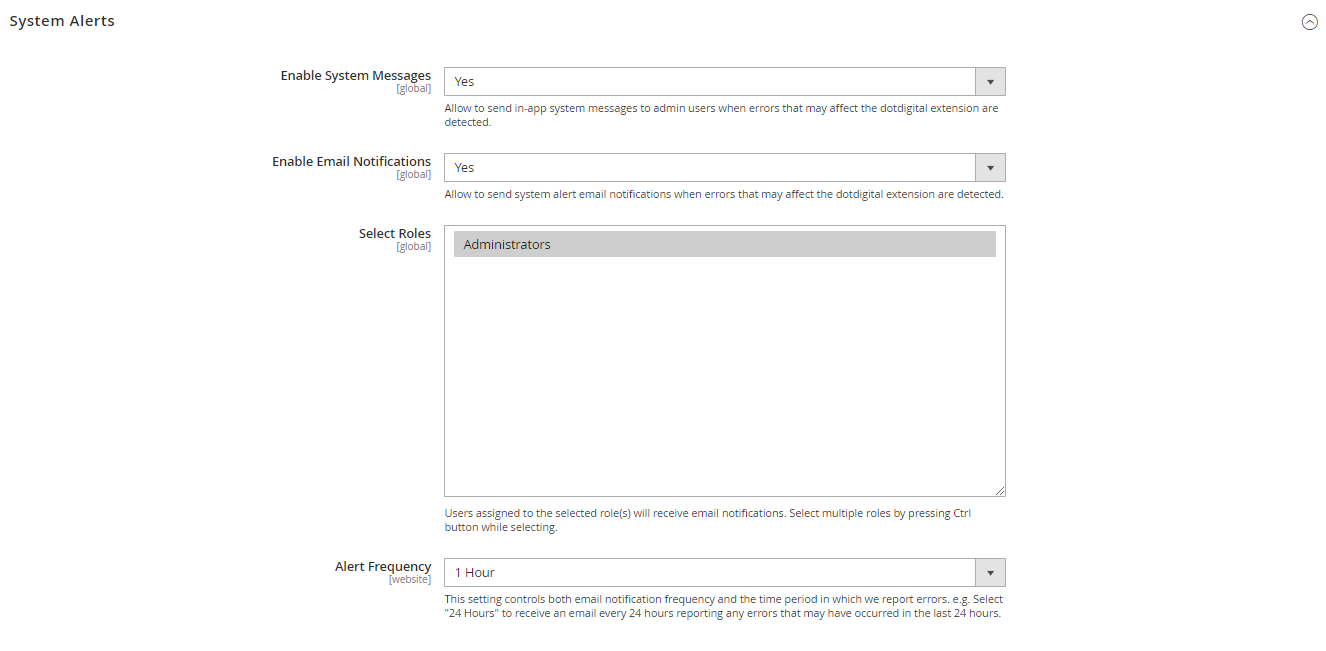 System Alerts
Enable System Messages
[global]
Yes
Allow to send in-app system messages to admin users when errors that may affect the dotdigital extension are
detected.
Enable Email Notifications
[global]
Yes
Allow to send system alert email notifications when errors that may affect the dotdigital extension are detected.
Select Roles
[global]
Administrators
Users assigned to the selected role(s) will receive email notifications. Select multiple roles by pressing Ctrl
button while selecting.
Alert Frequency
[website]
1 Hour
This setting controls both email notification frequency and the time period in which we report errors. e.g. Select
"24 Hours" to receive an email every 24 hours reporting any errors that may have occurred in the last 24 hours.